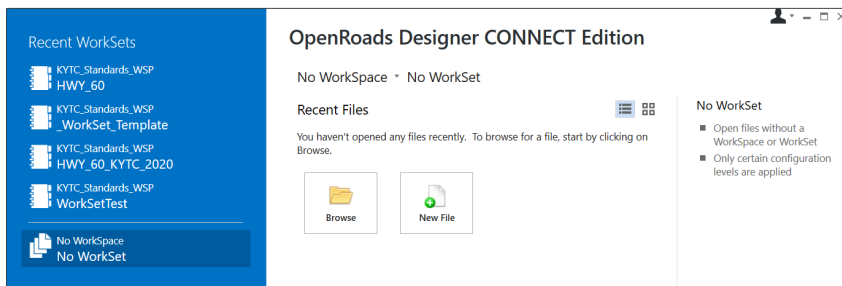 Recent WorkSets
KYTC_Standards_WSP
HWY_60
KYTC_Standards_WSP
_WorkSet_Template
KYTC_Standards_WSP
HWY_60_KYTC_2020
KYTC_Standards_WSP
WorkSetTest
No WorkSpace
No WorkSet
OpenRoads Designer CONNECT Edition
No WorkSpace No WorkSet
Recent Files
You haven't opened any files recently. To browse for a file, start by clicking on
Browse.
Browse
New File
No WorkSet
Open files without a
WorkSpace or WorkSet
Only certain configuration
levels are applied